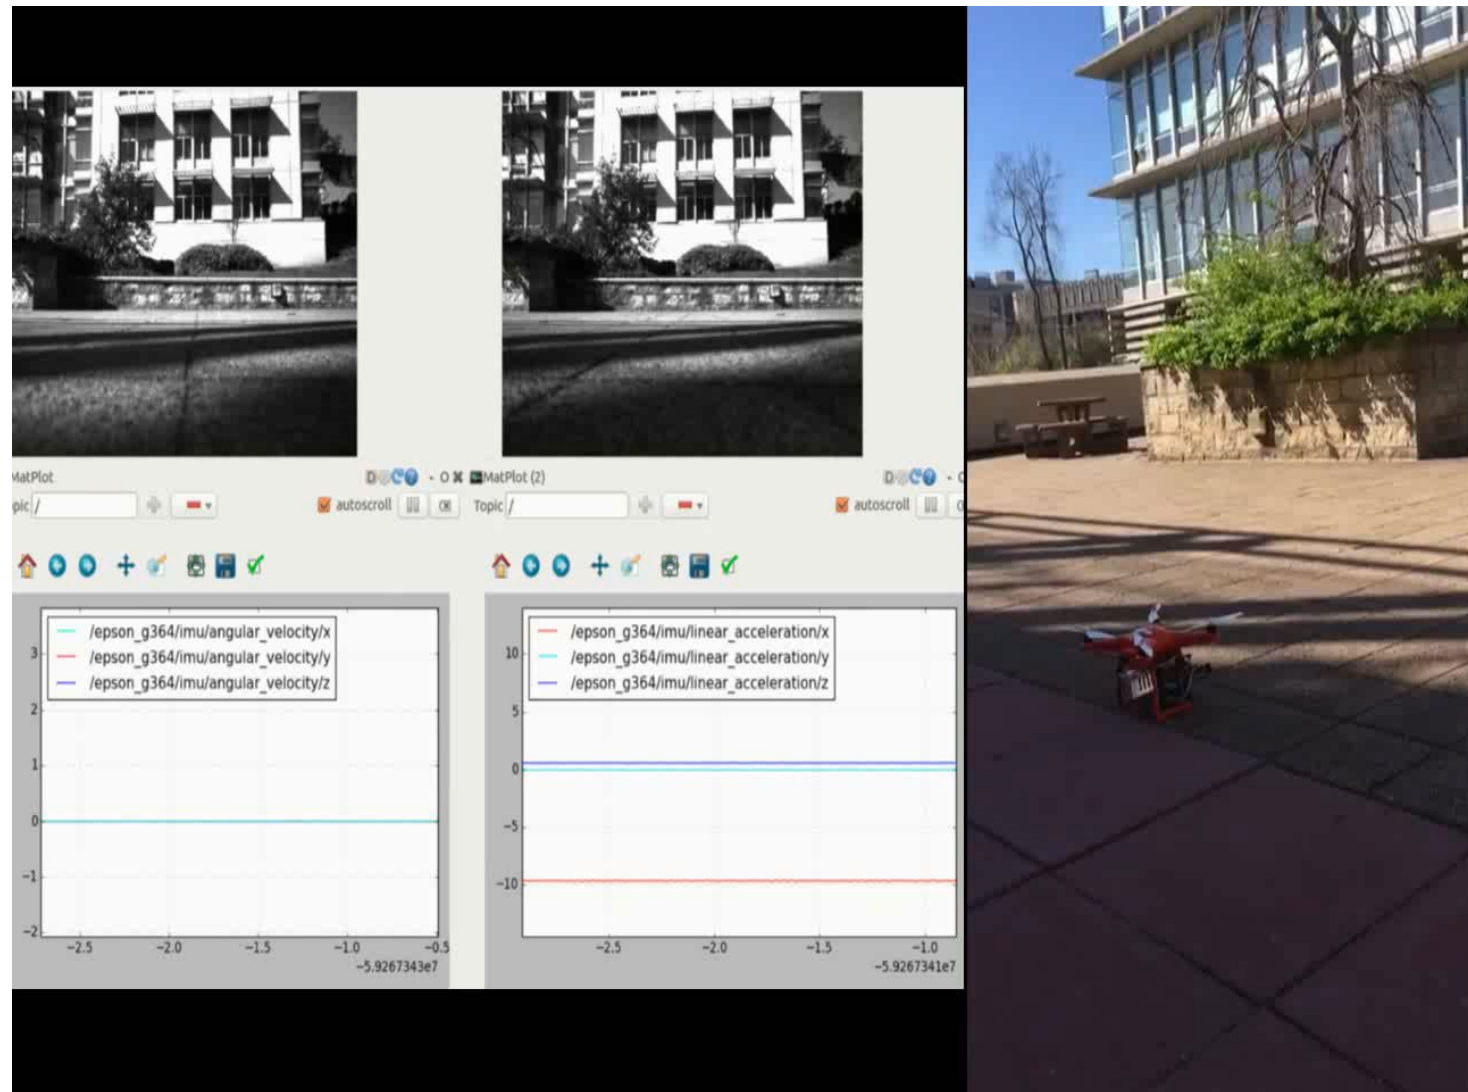 MatPlot
MatPlot (2)
pic /
autoscroll
Topic /
autoscroll
/epson_g364/imu/angular_velocity/x
/epson_g364/imu/angular_velocity/y
/epson_g364/imu/angular_velocity/z
3
2
1
0
−1
−2
−2.5 −2.0 −1.5 −1.0 −0.5
−5.9267343e7
/epson_g364/imu/linear_acceleration/x
/epson_g364/imu/linear_acceleration/y
/epson_g364/imu/linear_acceleration/z
10
5
0
−5
−10
−2.5 −2.0 −1.5 −1.0
−5.9267341e7